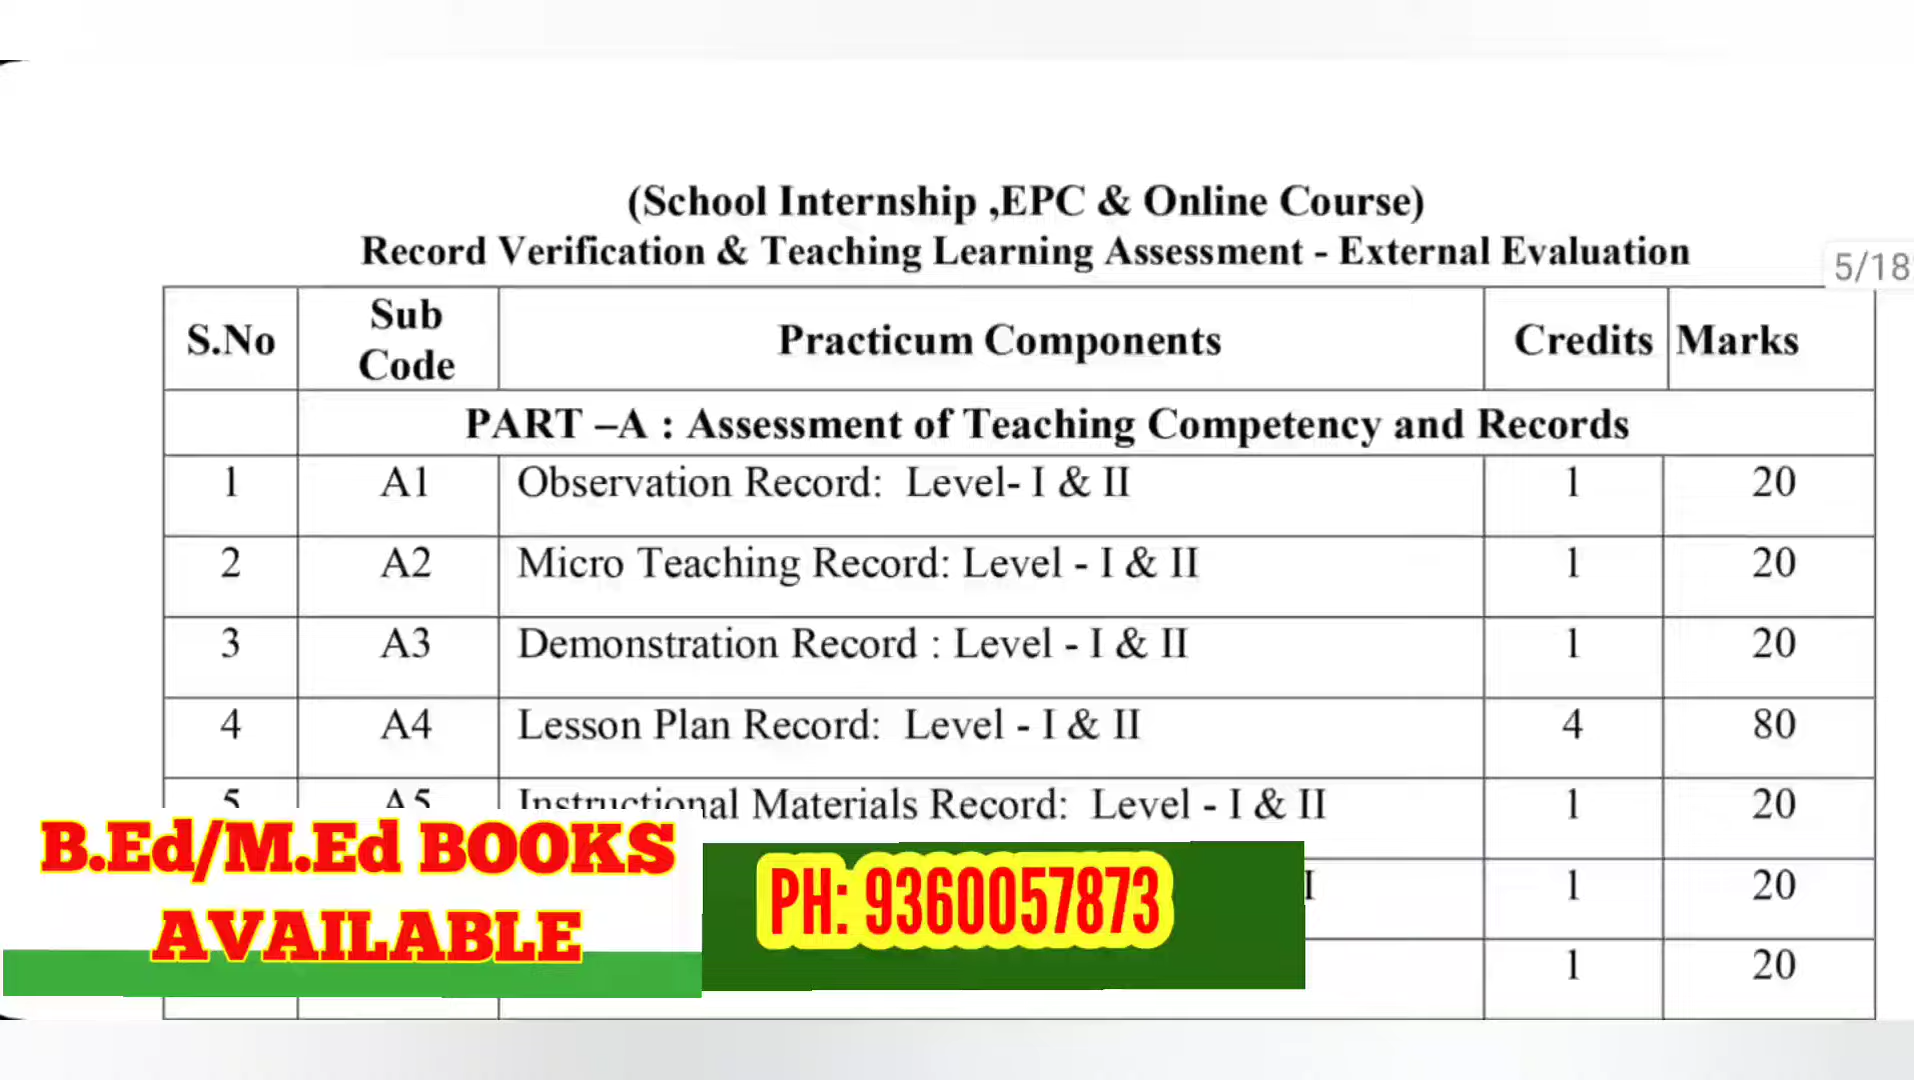 (School Internship ,EPC & Online Course)
Record Verification & Teaching Learning Assessment - External Evaluation
5/18
S.No Sub Code Practicum Components Credits Marks
PART –A : Assessment of Teaching Competency and Records
1 A1 Observation Record: Level- I & II 1 20
2 A2 Micro Teaching Record: Level - I & II 1 20
3 A3 Demonstration Record : Level - I & II 1 20
4 A4 Lesson Plan Record: Level - I & II 4 80
5 A5 Instructional Materials Record: Level - I & II 1 20
I 1 20
1 20
B.Ed/M.Ed BOOKS
AVAILABLE
PH: 9360057873